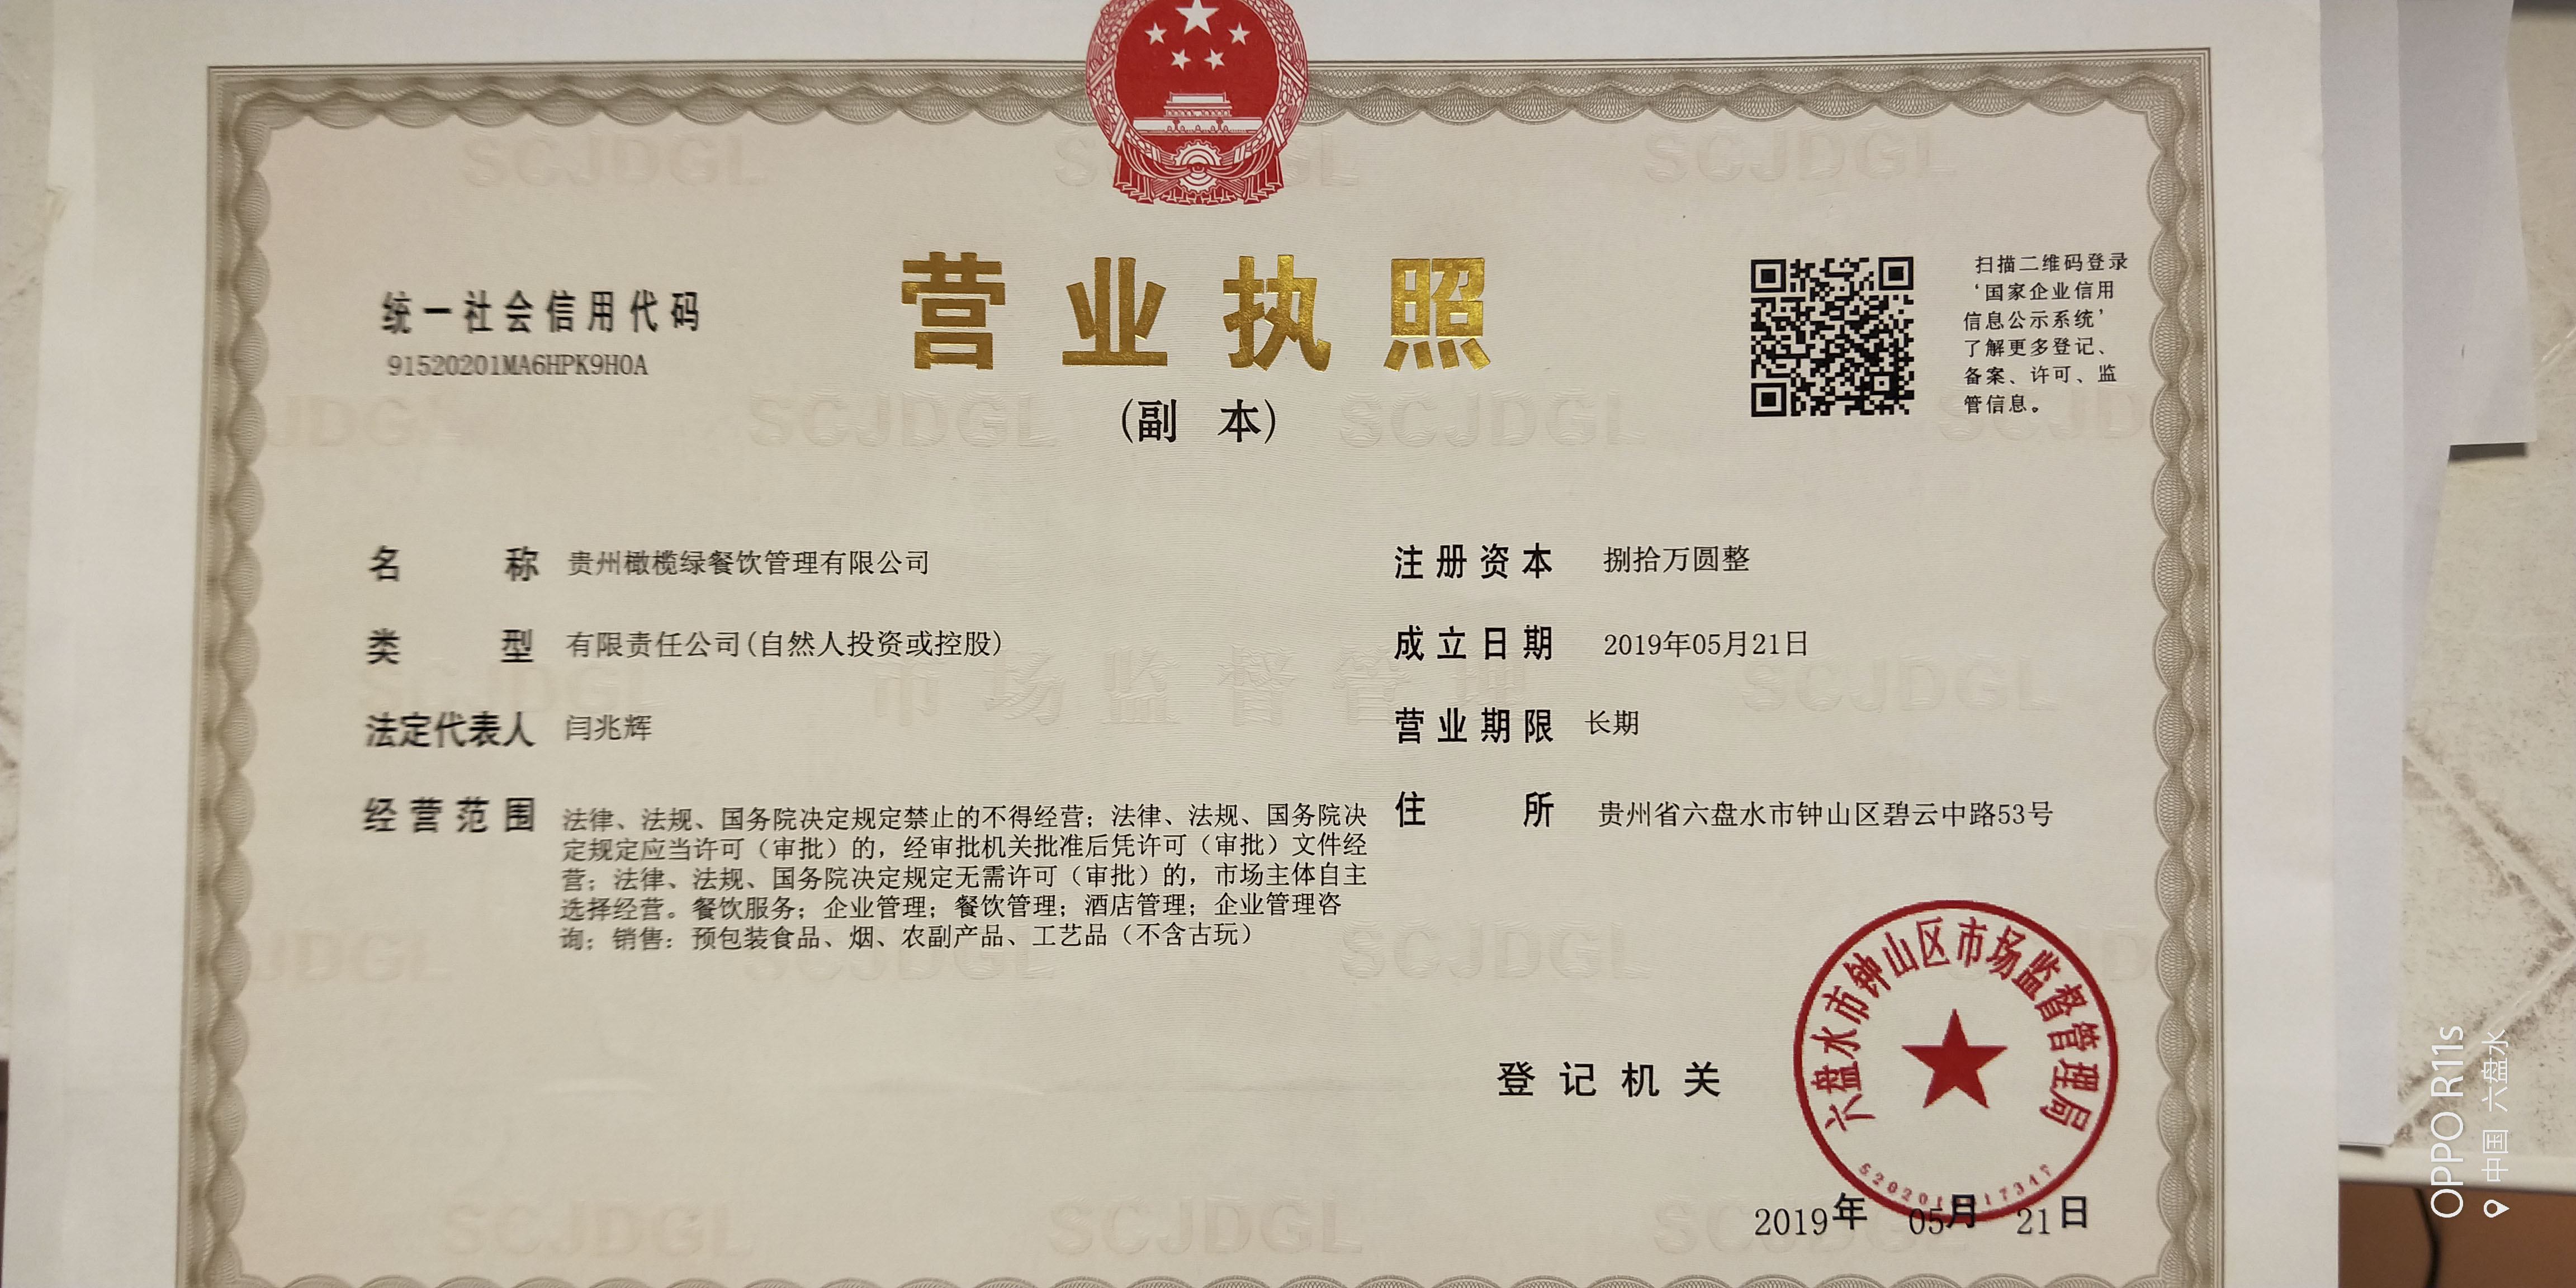 统一社会信用代码
91520201MA6HPK9H0A
营业执照
(副 本)
扫描二维码登录
‘国家企业信用
信息公示系统’
了解更多登记、
备案、许可、监
管信息。
名 称 贵州橄榄绿餐饮管理有限公司
类 型 有限责任公司(自然人投资或控股)
法定代表人 闫兆辉
经营范围 法律、法规、国务院决定规定禁止的不得经营；法律、法规、国务院决
定规定应当许可（审批）的，经审批机关批准后凭许可（审批）文件经
营；法律、法规、国务院决定规定无需许可（审批）的，市场主体自主
选择经营。餐饮服务；企业管理；餐饮管理；酒店管理；企业管理咨
询；销售：预包装食品、烟、农副产品、工艺品（不含古玩）
注册资本 捌拾万圆整
成立日期 2019年05月21日
营业期限 长期
住 所 贵州省六盘水市钟山区碧云中路53号
登记机关
六盘水市钟山区市场监督管理局
2019年 05月 21日
SCJDGL
市场监督管理
OPPO R11s
中国 六盘水